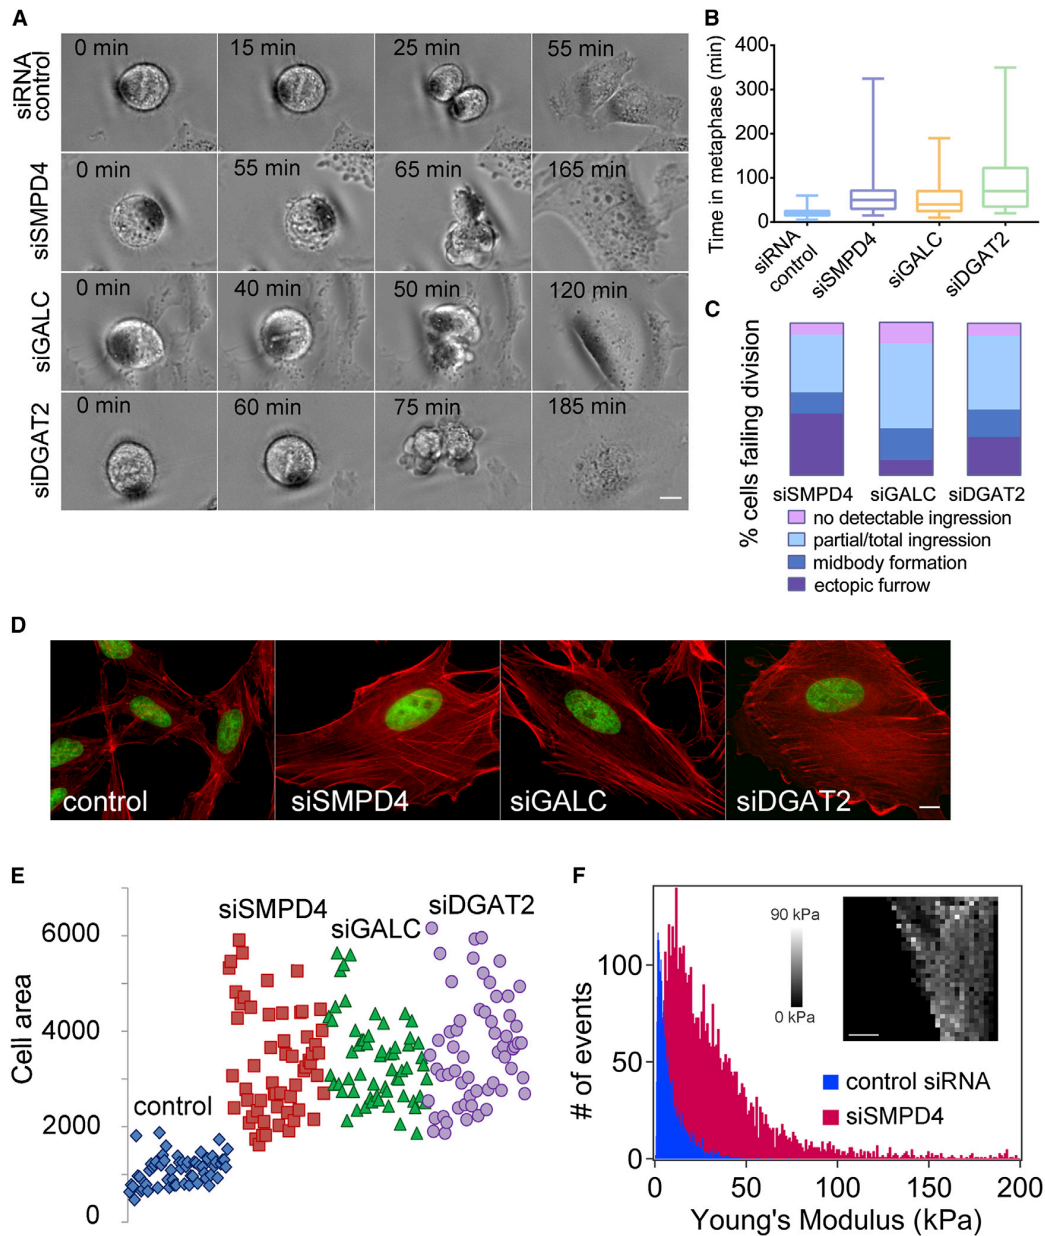 A
siRNA
control
0 min
15 min
25 min
55 min
siSMPD4
0 min
55 min
65 min
165 min
siGALC
0 min
40 min
50 min
120 min
siDGAT2
0 min
60 min
75 min
185 min
B
Time in metaphase (min)
400
300
200
100
0
siRNA
control
siSMPD4
siGALC
siDGAT2
C
% cells failing division
siSMPD4
siGALC
siDGAT2
no detectable ingression
partial/total ingression
midbody formation
ectopic furrow
D
control
siSMPD4
siGALC
siDGAT2
E
Cell area
6000
4000
2000
0
control
siSMPD4
siGALC
siDGAT2
F
# of events
100
50
0
90 kPa
0 kPa
control siRNA
siSMPD4
0
50
100
150
200
Young's Modulus (kPa)